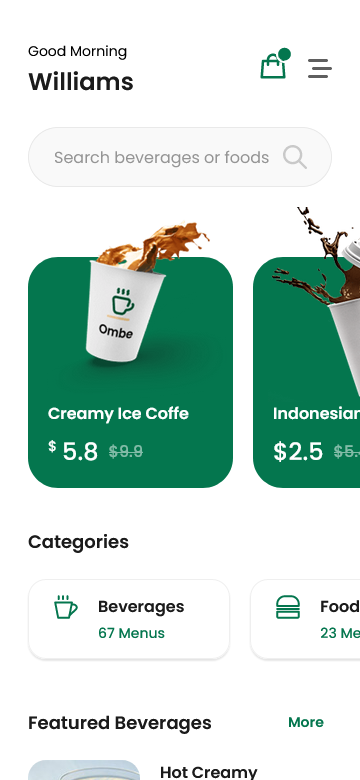 Good Morning
Williams
Search beverages or foods
Ombe
Creamy Ice Coffe
$ 5.8 $9.9
Indonesian
$2.5 $5.
Categories
Beverages
67 Menus
Food
23 Me
Featured Beverages
More
Hot Creamy